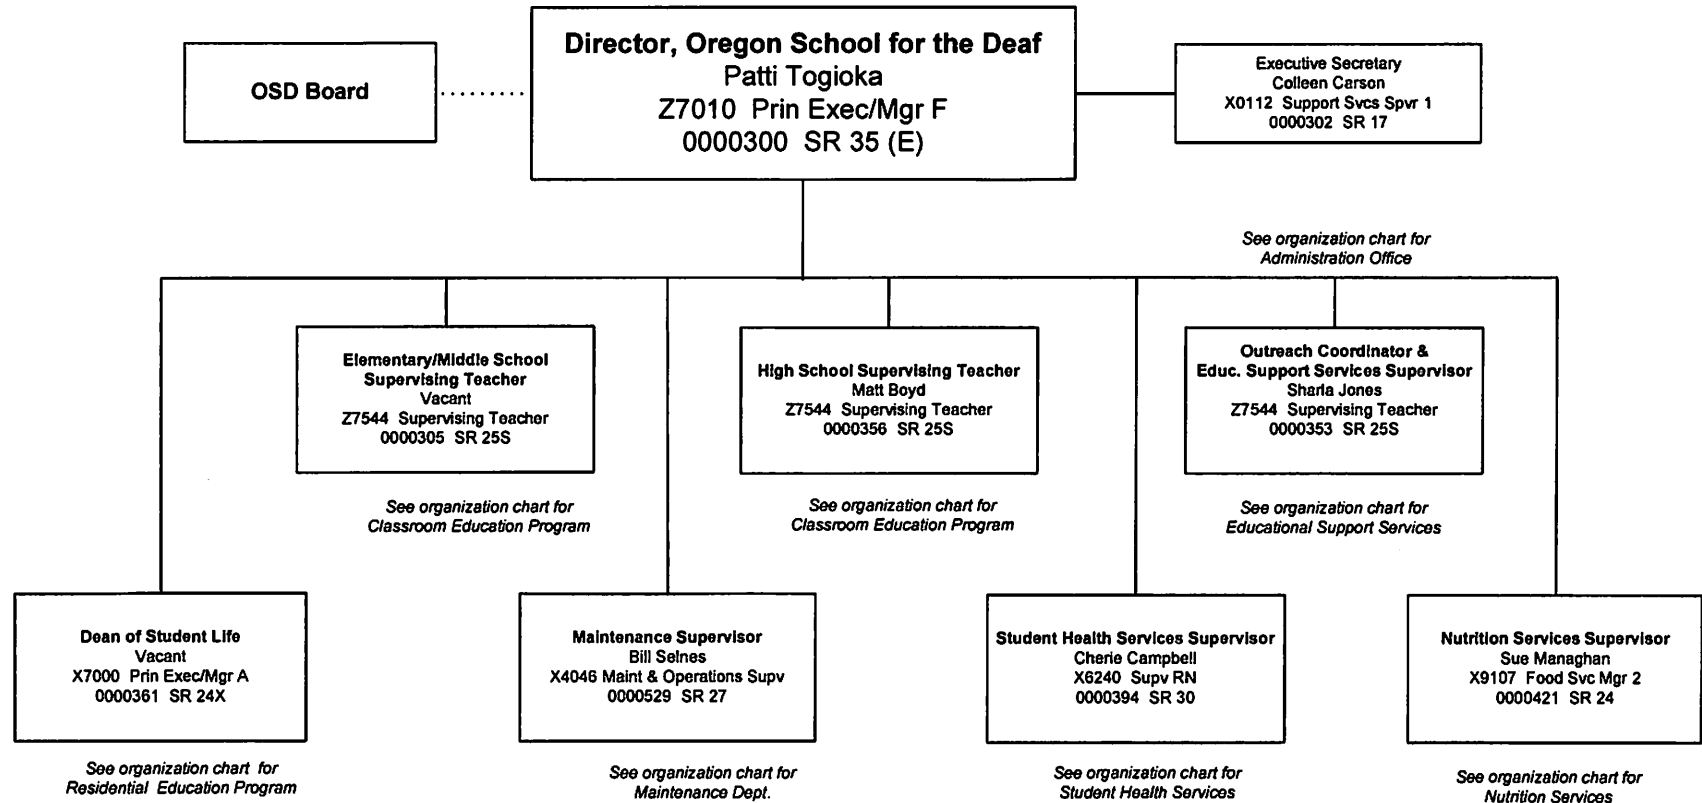 OSD Board
Director, Oregon School for the Deaf
Patti Togioka
Z7010 Prin Exec/Mgr F
0000300 SR 35 (E)
Executive Secretary
Colleen Carson
X0112 Support Svcs Spvr 1
0000302 SR 17
See organization chart for
Administration Office
Elementary/Middle School
Supervising Teacher
Vacant
Z7544 Supervising Teacher
0000305 SR 25S
See organization chart for
Classroom Education Program
High School Supervising Teacher
Matt Boyd
Z7544 Supervising Teacher
0000356 SR 25S
See organization chart for
Classroom Education Program
Outreach Coordinator &
Educ. Support Services Supervisor
Sharla Jones
Z7544 Supervising Teacher
0000353 SR 25S
See organization chart for
Educational Support Services
Dean of Student Life
Vacant
X7000 Prin Exec/Mgr A
0000361 SR 24X
See organization chart for
Residential Education Program
Maintenance Supervisor
Bill Selnes
X4046 Maint & Operations Supv
0000529 SR 27
See organization chart for
Maintenance Dept.
Student Health Services Supervisor
Cherie Campbell
X6240 Supv RN
0000394 SR 30
See organization chart for
Student Health Services
Nutrition Services Supervisor
Sue Managhan
X9107 Food Svc Mgr 2
0000421 SR 24
See organization chart for
Nutrition Services